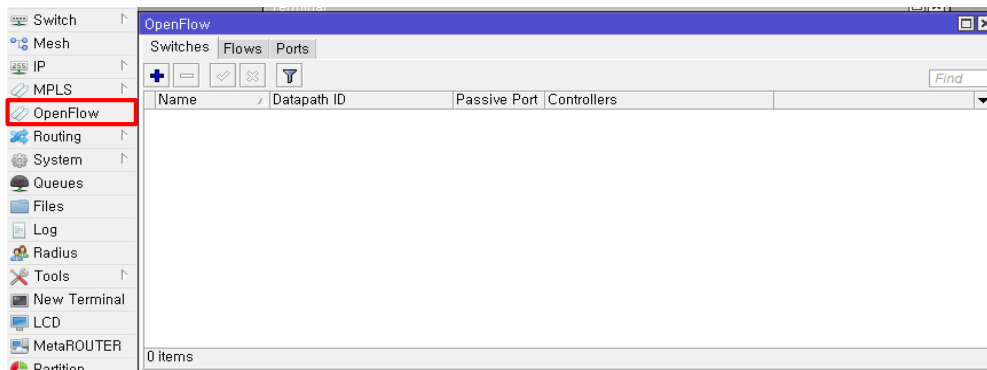 Terminal
Switch
Mesh
IP
MPLS
OpenFlow
Routing
System
Queues
Files
Log
Radius
Tools
New Terminal
LCD
MetaROUTER
Partition
OpenFlow
Switches Flows Ports
Find
Name Datapath ID Passive Port Controllers
0 items